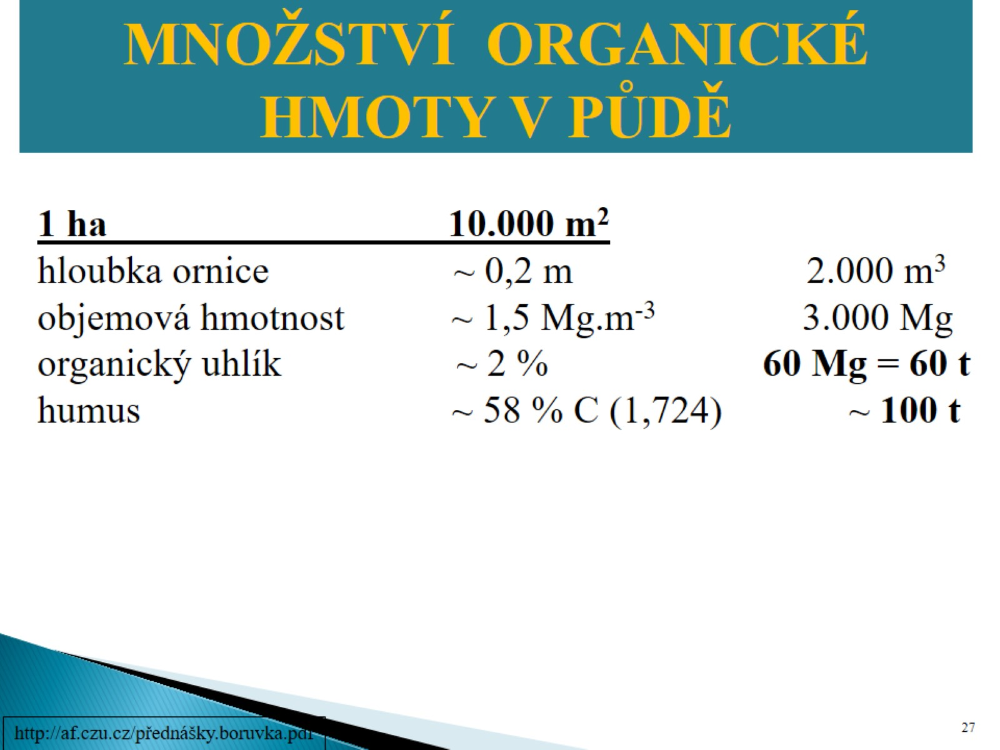 MNOŽSTVÍ ORGANICKÉ
HMOTY V PŮDĚ
1 ha 10.000 m²
hloubka ornice ~ 0,2 m 2.000 m³
objemová hmotnost ~ 1,5 Mg.m⁻³ 3.000 Mg
organický uhlík ~ 2 % 60 Mg = 60 t
humus ~ 58 % C (1,724) ~ 100 t
http://af.czu.cz/přednášky.boruvka.pdf
27